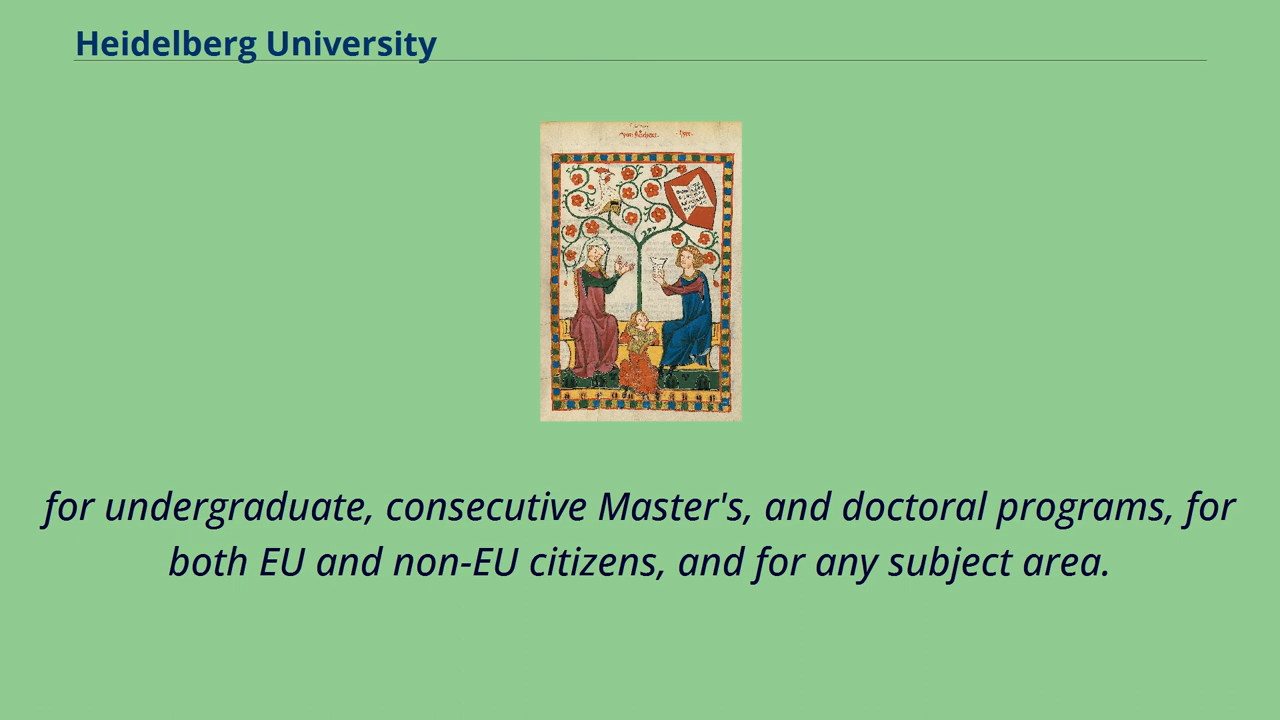 Heidelberg University
for undergraduate, consecutive Master's, and doctoral programs, for
both EU and non-EU citizens, and for any subject area.